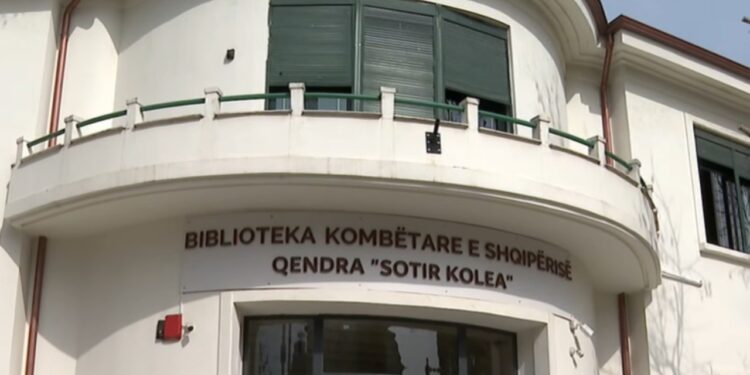 BIBLIOTEKA KOMBËTARE E SHQIPËRISË
QENDRA "SOTIR KOLEA"